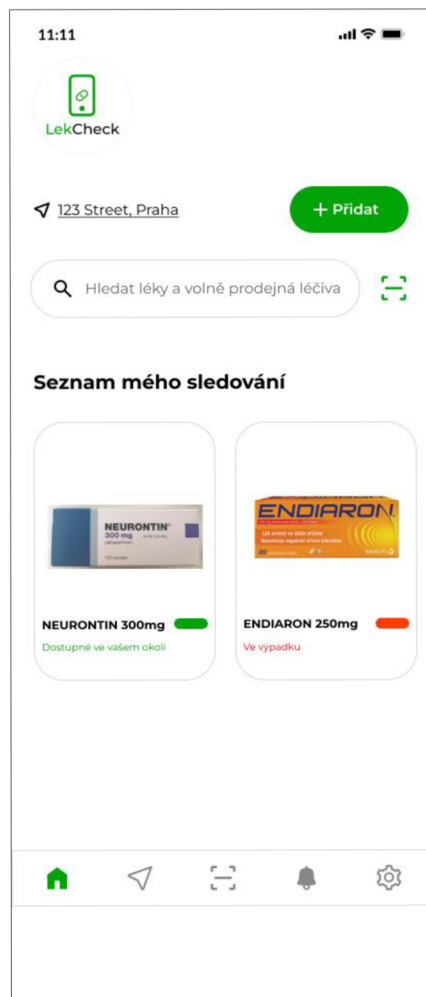 11:11
LekCheck
123 Street, Praha
+ Přidat
Hledat léky a volně prodejná léčiva
Seznam mého sledování
NEURONTIN®
300 mg
ENDIARON
NEURONTIN 300mg
Dostupné ve vašem okolí
ENDIARON 250mg
Ve výpadku